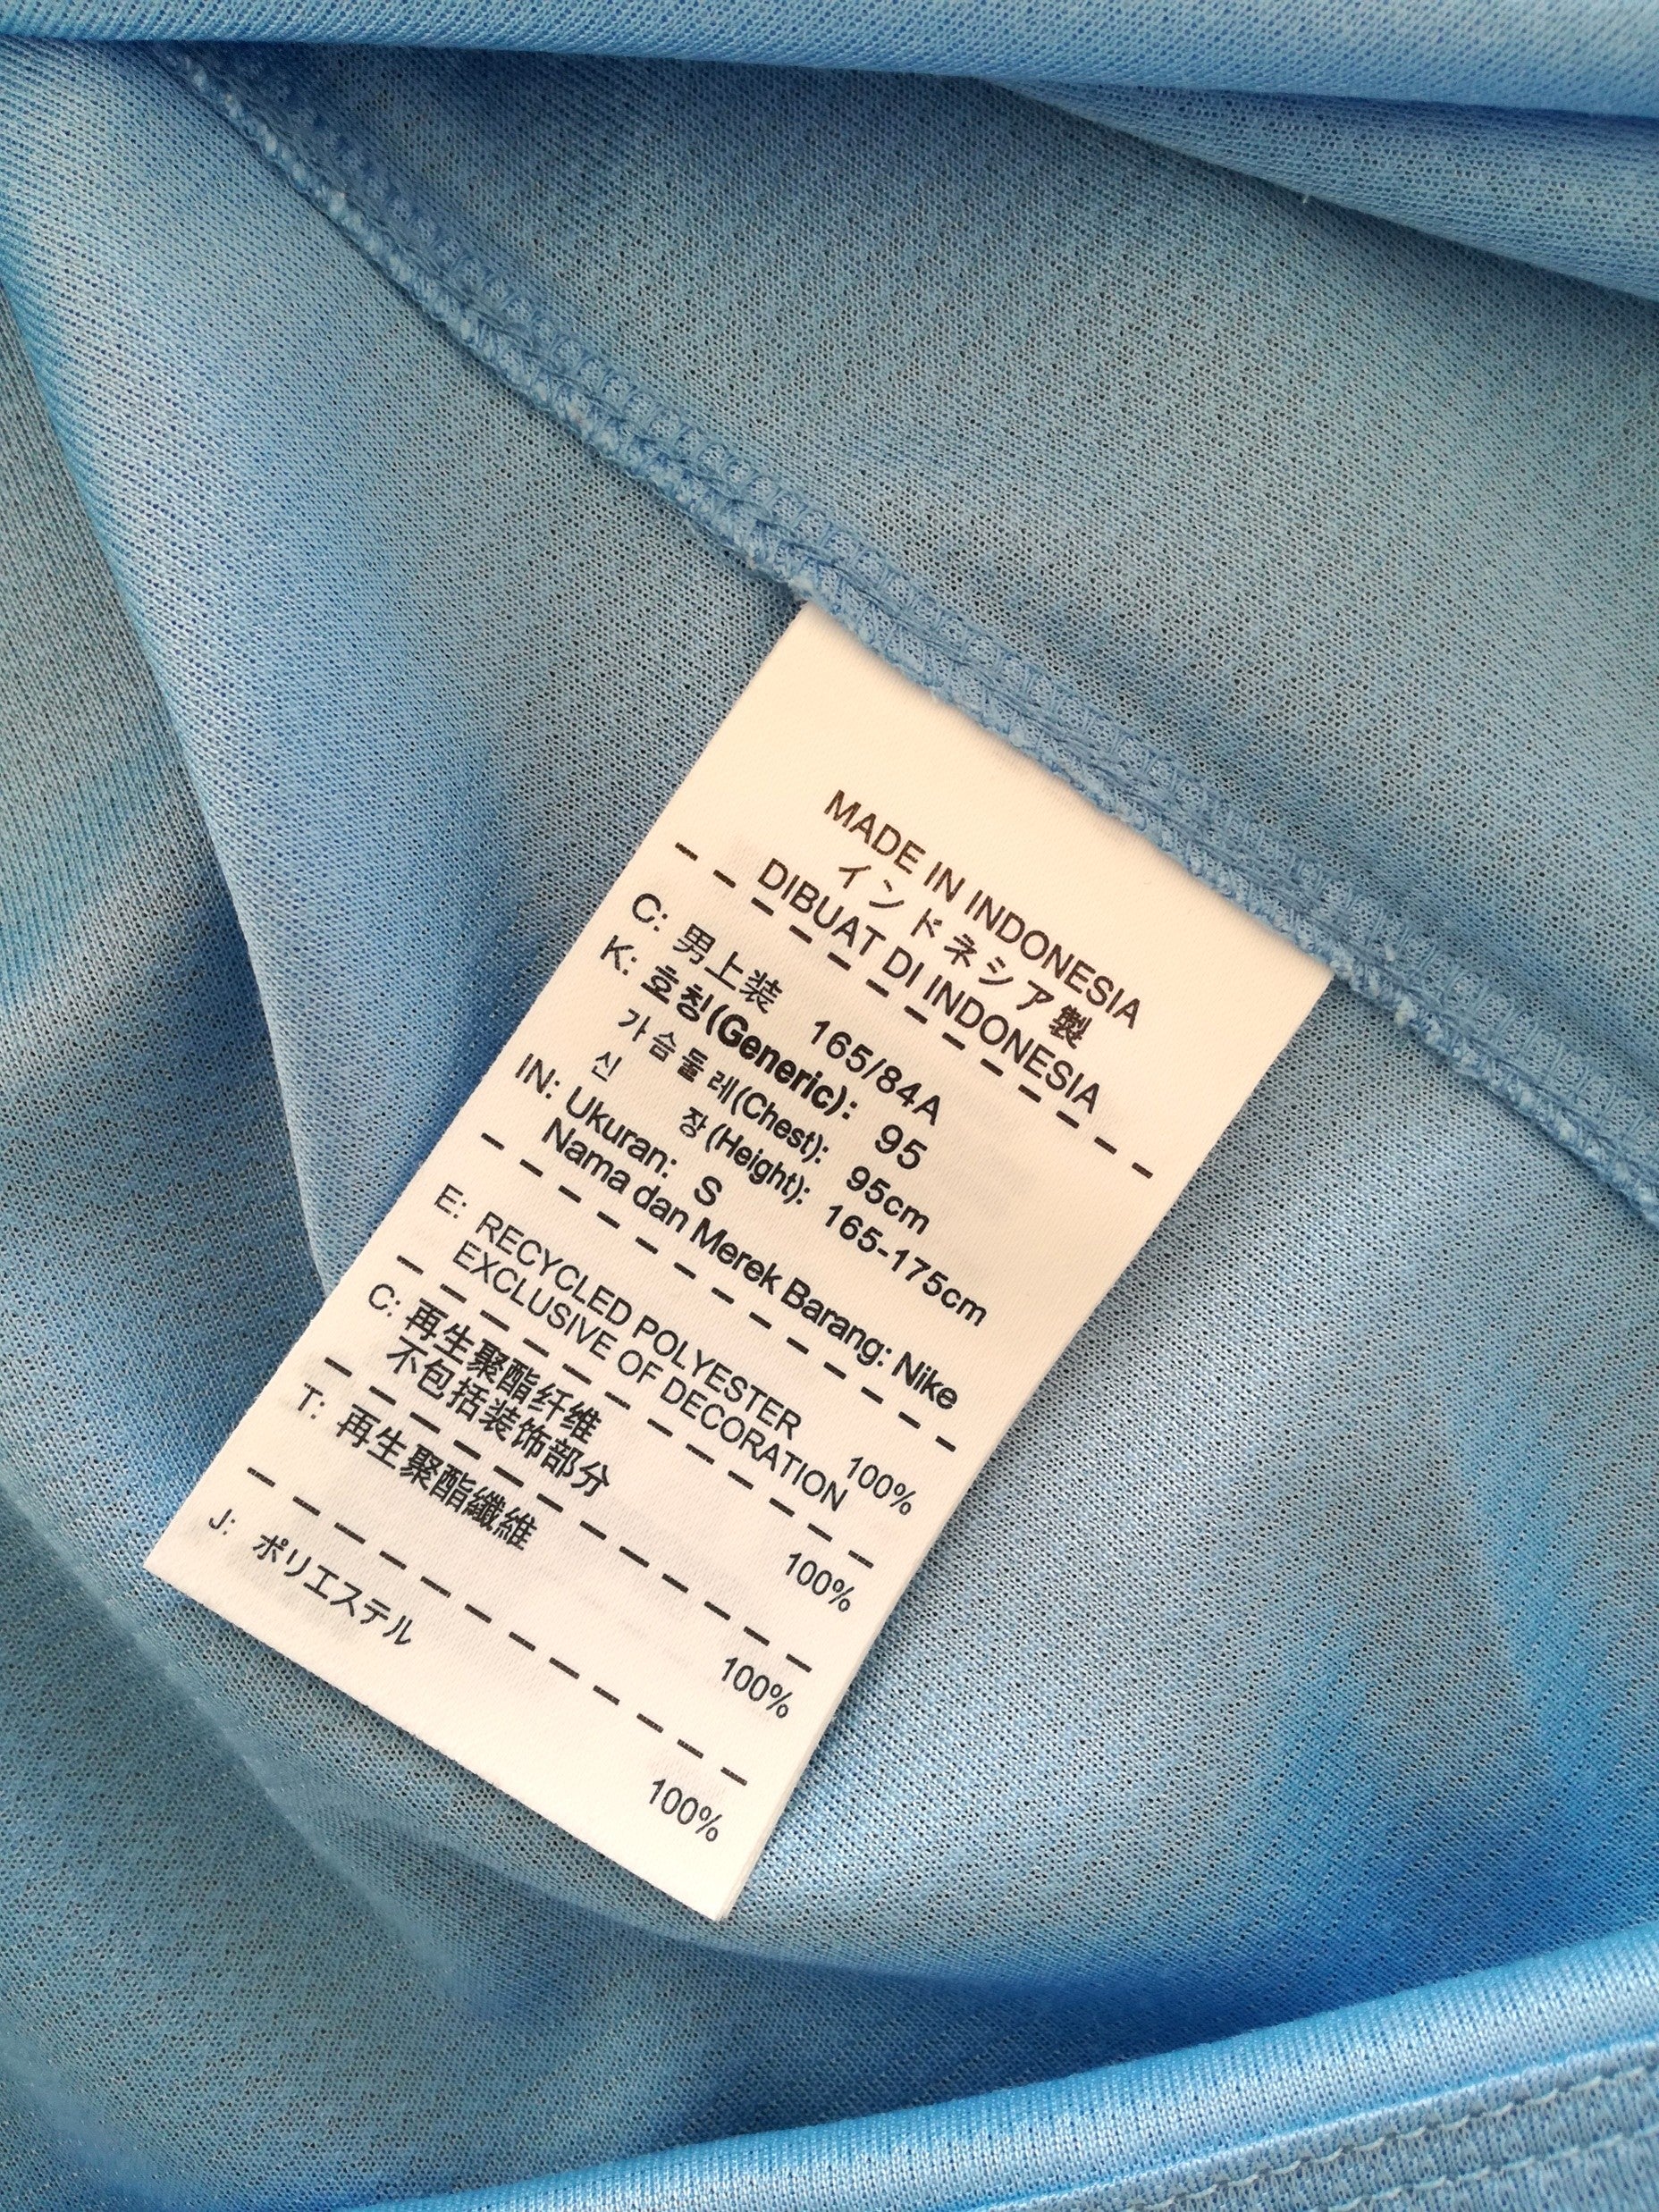 MADE IN INDONESIA
インドネシア製
DIBUAT DI INDONESIA
C: 男上装 165/84A
K: 호칭(Generic): 95
가슴둘레(Chest): 95cm
신 장(Height): 165-175cm
IN: Ukuran: S
Nama dan Merek Barang: Nike
E: RECYCLED POLYESTER 100%
EXCLUSIVE OF DECORATION
C: 再生聚酯纤维 100%
不包括装饰部分
T: 再生聚酯纖維 100%
J: ポリエステル 100%